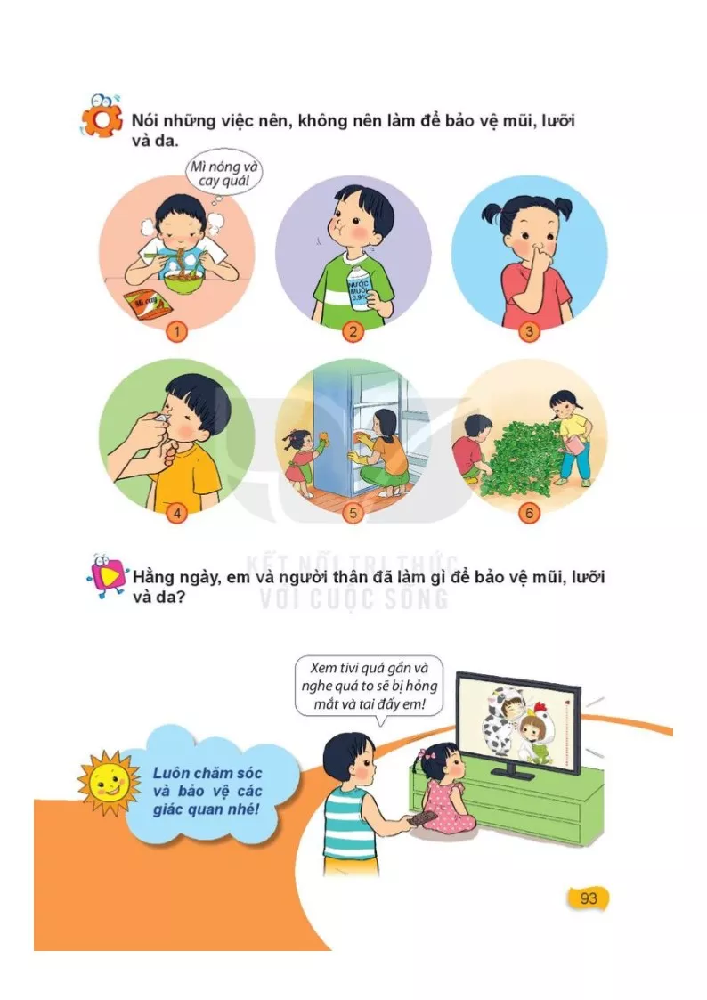 Nói những việc nên, không nên làm để bảo vệ mũi, lưỡi
và da.
Mì nóng và
cay quá!
Mì cay
NƯỚC
MUỐI
0.9%
1
2
3
4
5
6
KẾT NỐI TRI THỨC
VỚI CUỘC SỐNG
Hằng ngày, em và người thân đã làm gì để bảo vệ mũi, lưỡi
và da?
Xem tivi quá gần và
nghe quá to sẽ bị hỏng
mắt và tai đấy em!
Luôn chăm sóc
và bảo vệ các
giác quan nhé!
93